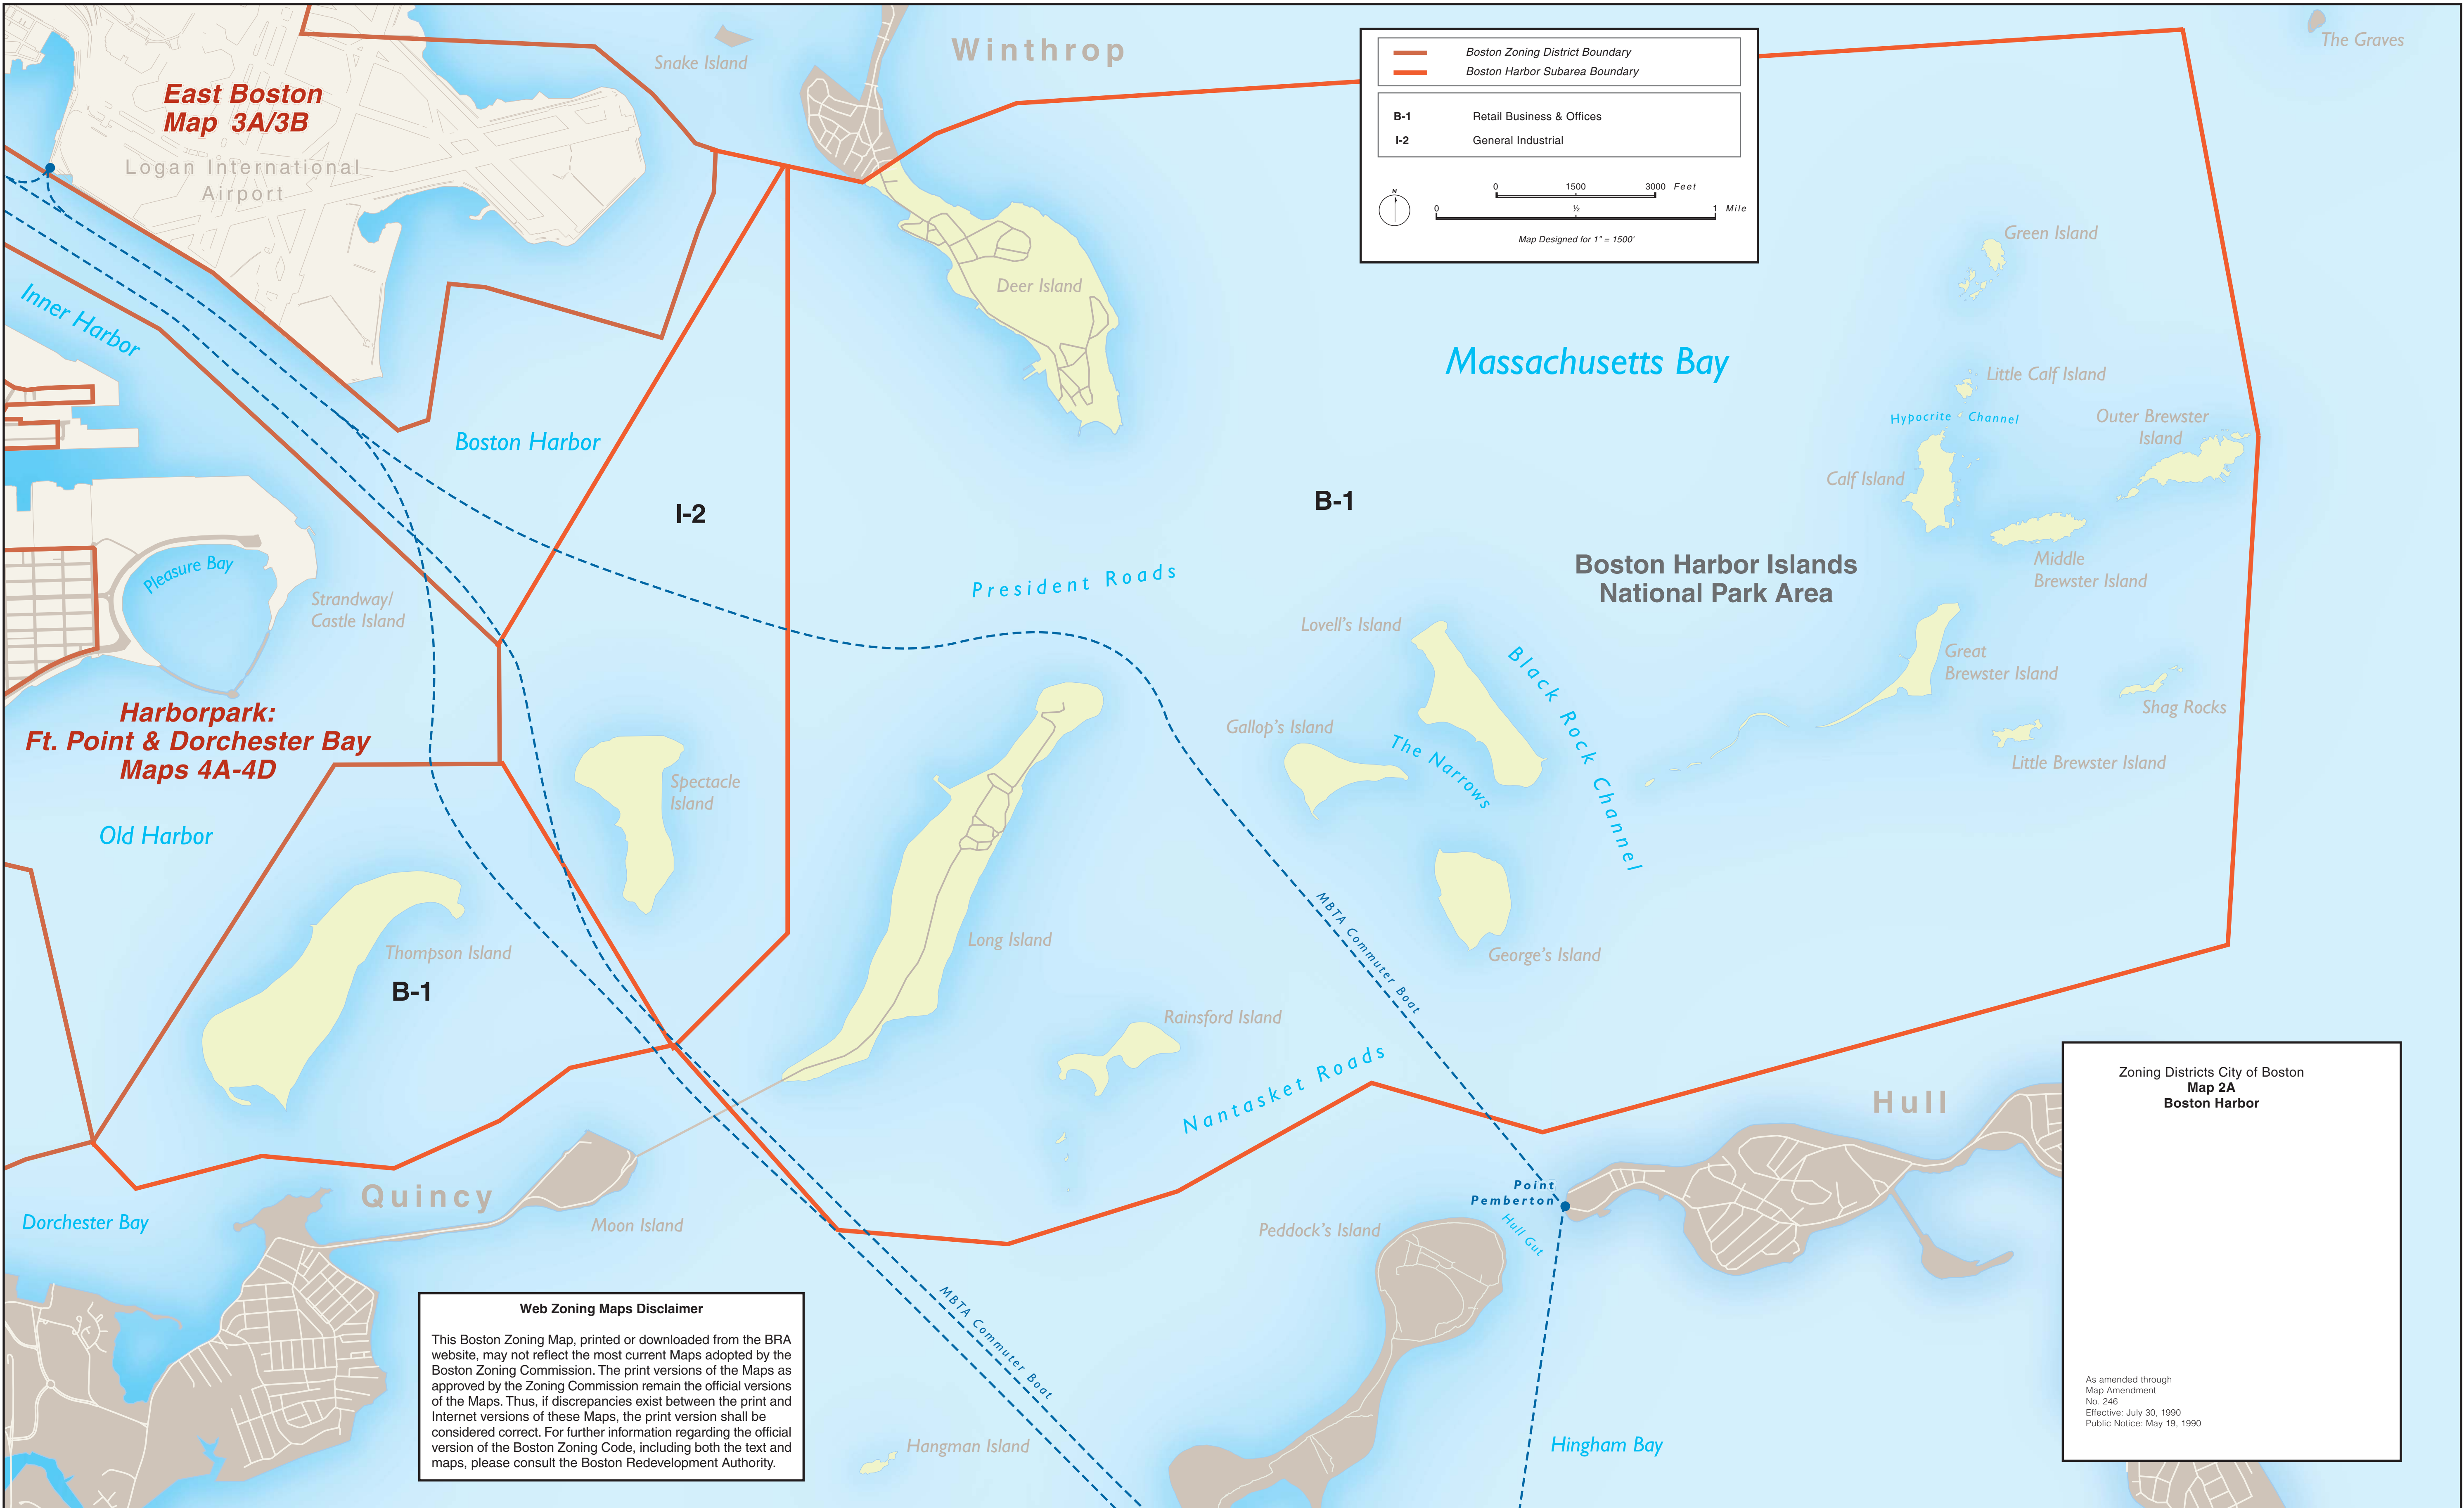 Winthrop
Snake Island
The Graves
Boston Zoning District Boundary
Boston Harbor Subarea Boundary
B-1 Retail Business & Offices
I-2 General Industrial
0 1500 3000 Feet
N
0 ½ 1 Mile
Map Designed for 1" = 1500'
East Boston
Map 3A/3B
Logan International
Airport
Green Island
Deer Island
Inner Harbor
Massachusetts Bay
Little Calf Island
Hypocrite Channel
Outer Brewster
Island
Boston Harbor
Calf Island
B-1
I-2
Pleasure Bay
Boston Harbor Islands
National Park Area
Middle
Brewster Island
President Roads
Strandway/
Castle Island
Lovell's Island
Black Rock Channel
Great
Brewster Island
Shag Rocks
Harborpark:
Ft. Point & Dorchester Bay
Maps 4A-4D
Gallop's Island
The Narrows
Little Brewster Island
Spectacle
Island
Old Harbor
MBTA Commuter Boat
Thompson Island
B-1
Long Island
George's Island
Rainsford Island
Nantasket Roads
Hull
Zoning Districts City of Boston
Map 2A
Boston Harbor
As amended through
Map Amendment
No. 246
Effective: July 30, 1990
Public Notice: May 19, 1990
Quincy
Moon Island
Dorchester Bay
Point
Pemberton
Hull Gut
Peddock's Island
MBTA Commuter Boat
Web Zoning Maps Disclaimer
This Boston Zoning Map, printed or downloaded from the BRA
website, may not reflect the most current Maps adopted by the
Boston Zoning Commission. The print versions of the Maps as
approved by the Zoning Commission remain the official versions
of the Maps. Thus, if discrepancies exist between the print and
Internet versions of these Maps, the print version shall be
considered correct. For further information regarding the official
version of the Boston Zoning Code, including both the text and
maps, please consult the Boston Redevelopment Authority.
Hangman Island
Hingham Bay